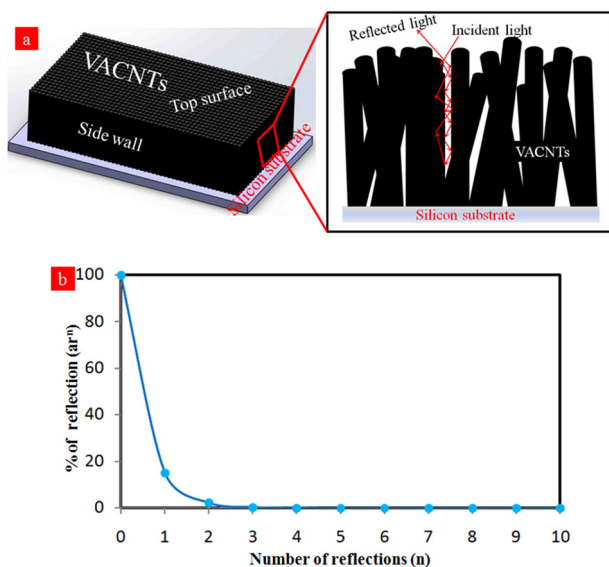 a
VACNTs
Top surface
Side wall
Silicon substrate
Reflected light
Incident light
VACNTs
Silicon substrate
b
100
80
60
40
20
0
0 1 2 3 4 5 6 7 8 9 10
% of reflection (arⁿ)
Number of reflections (n)